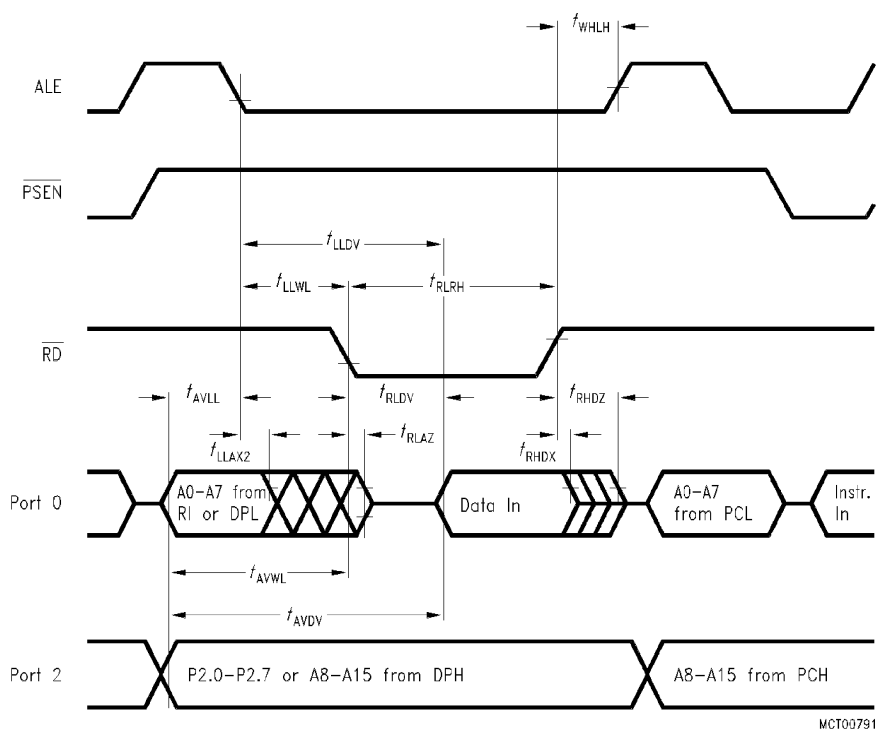 tWHLH
ALE
PSEN
tLLDV
tLLWL
tRLRH
RD
tAVLL
tRLDV
tRHDZ
tLLAX2
tRLAZ
tRHDX
Port 0
A0-A7 from
RI or DPL
Data In
A0-A7
from PCL
Instr.
In
tAVWL
tAVDV
Port 2
P2.0-P2.7 or A8-A15 from DPH
A8-A15 from PCH
MCT00791